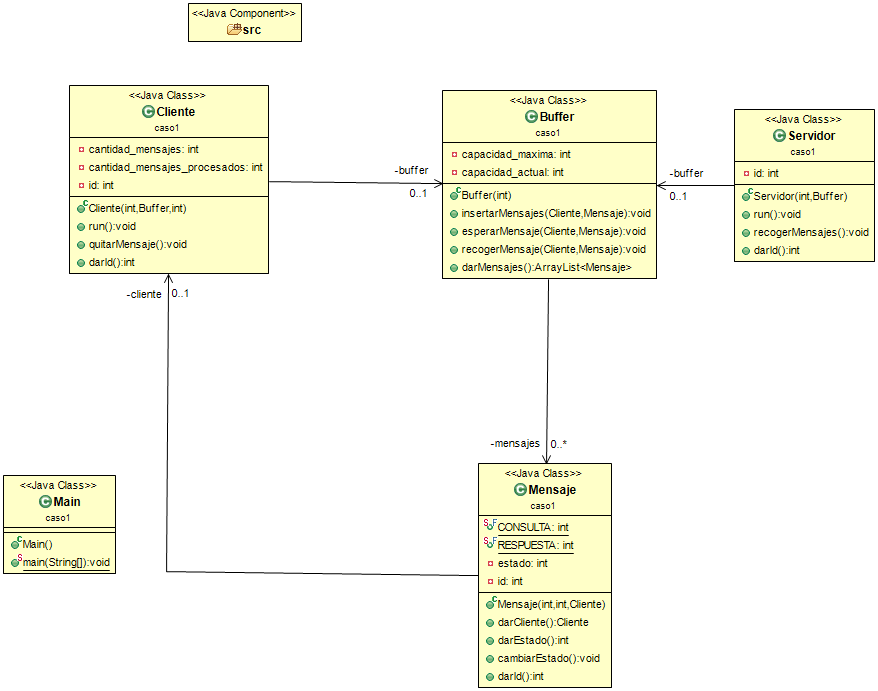 <<Java Component>>
src
<<Java Class>>
Cliente
caso1
cantidad_mensajes: int
cantidad_mensajes_procesados: int
id: int
Cliente(int,Buffer,int)
run():void
quitarMensaje():void
darId():int
-buffer
0..1
<<Java Class>>
Buffer
caso1
capacidad_maxima: int
capacidad_actual: int
Buffer(int)
insertarMensajes(Cliente,Mensaje):void
esperarMensaje(Cliente,Mensaje):void
recogerMensaje(Cliente,Mensaje):void
darMensajes():ArrayList<Mensaje>
-buffer
0..1
<<Java Class>>
Servidor
caso1
id: int
Servidor(int,Buffer)
run():void
recogerMensajes():void
darId():int
-cliente
0..1
-mensajes
0..*
<<Java Class>>
Main
caso1
Main()
main(String[]):void
<<Java Class>>
Mensaje
caso1
CONSULTA: int
RESPUESTA: int
estado: int
id: int
Mensaje(int,int,Cliente)
darCliente():Cliente
darEstado():int
cambiarEstado():void
darId():int